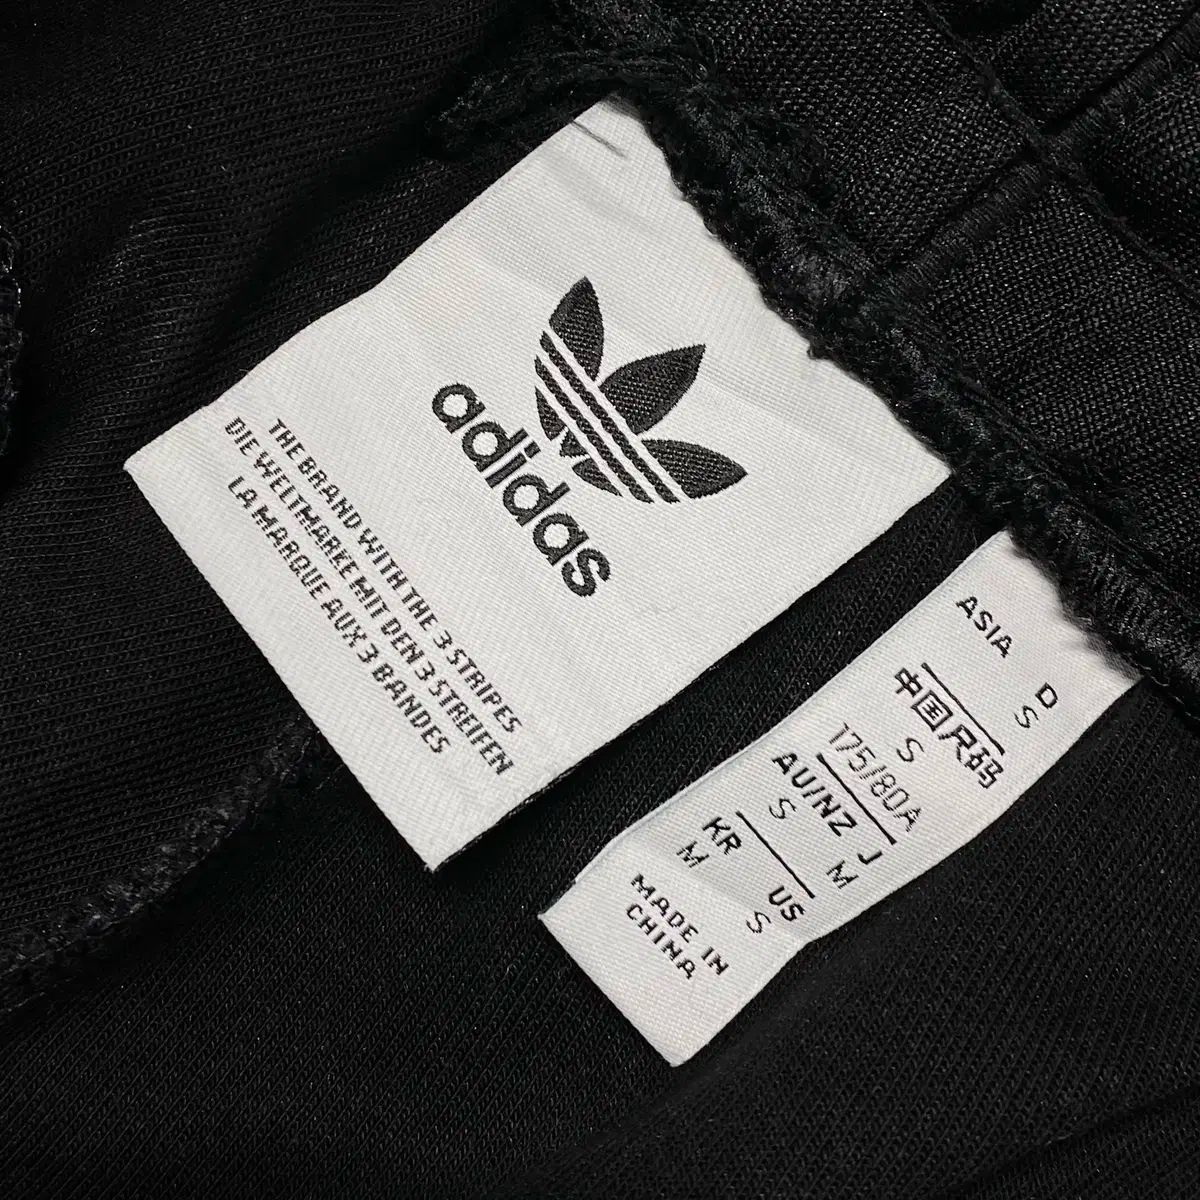 adidas
THE BRAND WITH THE 3 STRIPES
DIE WELTMARKE MIT DEN 3 STREIFEN
LA MARQUE AUX 3 BANDES
ASIA D
S
中国尺码
S
175/80A
AU/NZ J
S M
KR US
M S
MADE IN
CHINA